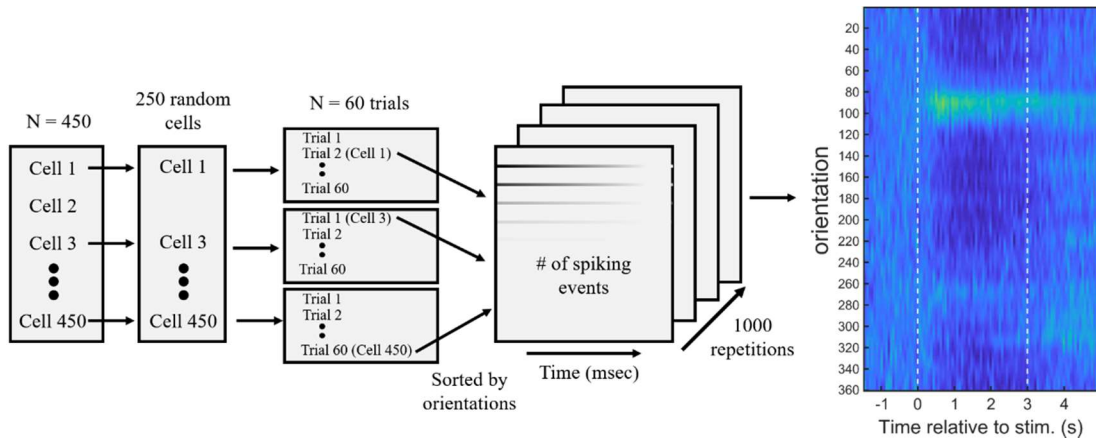 N = 450
Cell 1
Cell 2
Cell 3
Cell 450
250 random
cells
Cell 1
Cell 3
Cell 450
N = 60 trials
Trial 1
Trial 2 (Cell 1)
Trial 60
Trial 1 (Cell 3)
Trial 2
Trial 60
Trial 1
Trial 2
Trial 60 (Cell 450)
Sorted by
orientations
# of spiking
events
Time (msec)
1000
repetitions
orientation
20
40
60
80
100
120
140
160
180
200
220
240
260
280
300
320
340
360
-1 0 1 2 3 4
Time relative to stim. (s)